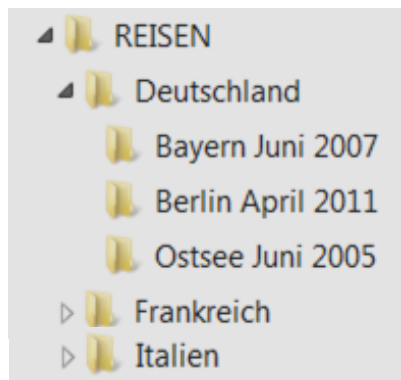 REISEN
Deutschland
Bayern Juni 2007
Berlin April 2011
Ostsee Juni 2005
Frankreich
Italien